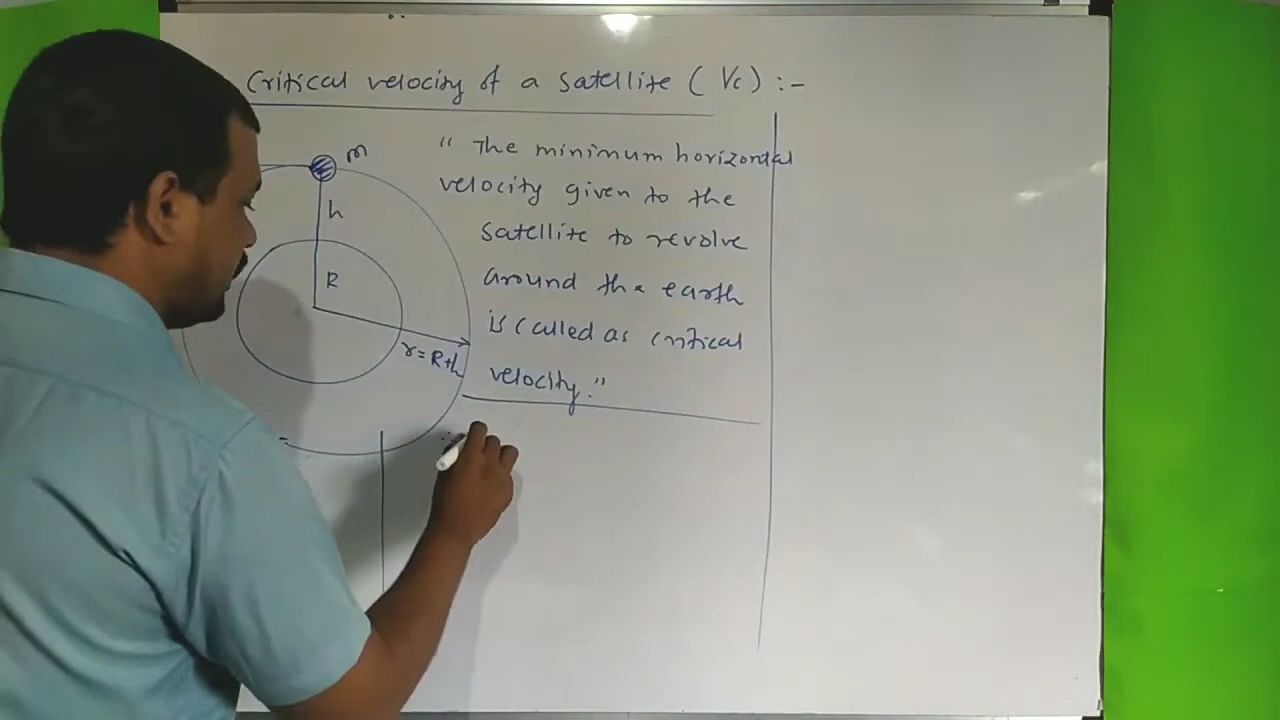 Critical velocity of a satellite ( Vc ) :-
m
h
R
r = R+h
" The minimum horizontal
velocity given to the
satellite to revolve
around the earth
is called as critical
velocity."